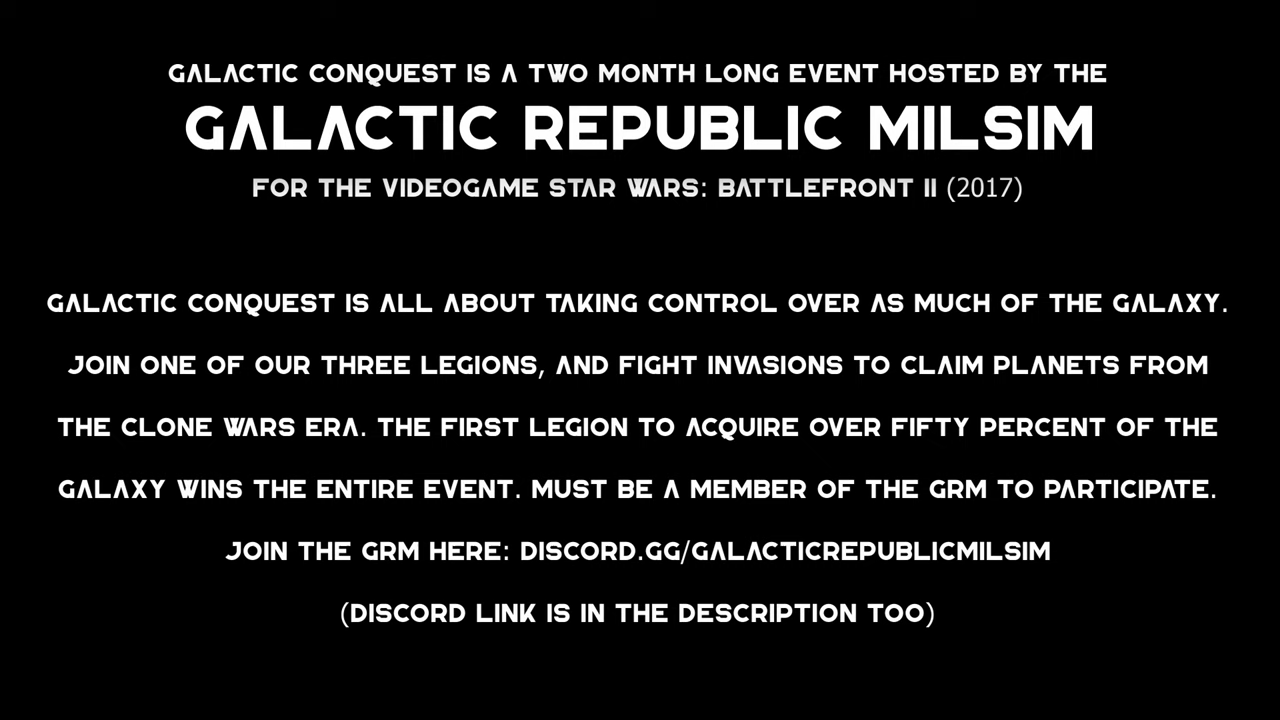 GALACTIC CONQUEST IS A TWO MONTH LONG EVENT HOSTED BY THE
GALACTIC REPUBLIC MILSIM
FOR THE VIDEOGAME STAR WARS: BATTLEFRONT II (2017)
GALACTIC CONQUEST IS ALL ABOUT TAKING CONTROL OVER AS MUCH OF THE GALAXY.
JOIN ONE OF OUR THREE LEGIONS, AND FIGHT INVASIONS TO CLAIM PLANETS FROM
THE CLONE WARS ERA. THE FIRST LEGION TO ACQUIRE OVER FIFTY PERCENT OF THE
GALAXY WINS THE ENTIRE EVENT. MUST BE A MEMBER OF THE GRM TO PARTICIPATE.
JOIN THE GRM HERE: DISCORD.GG/GALACTICREPUBLICMILSIM
(DISCORD LINK IS IN THE DESCRIPTION TOO)